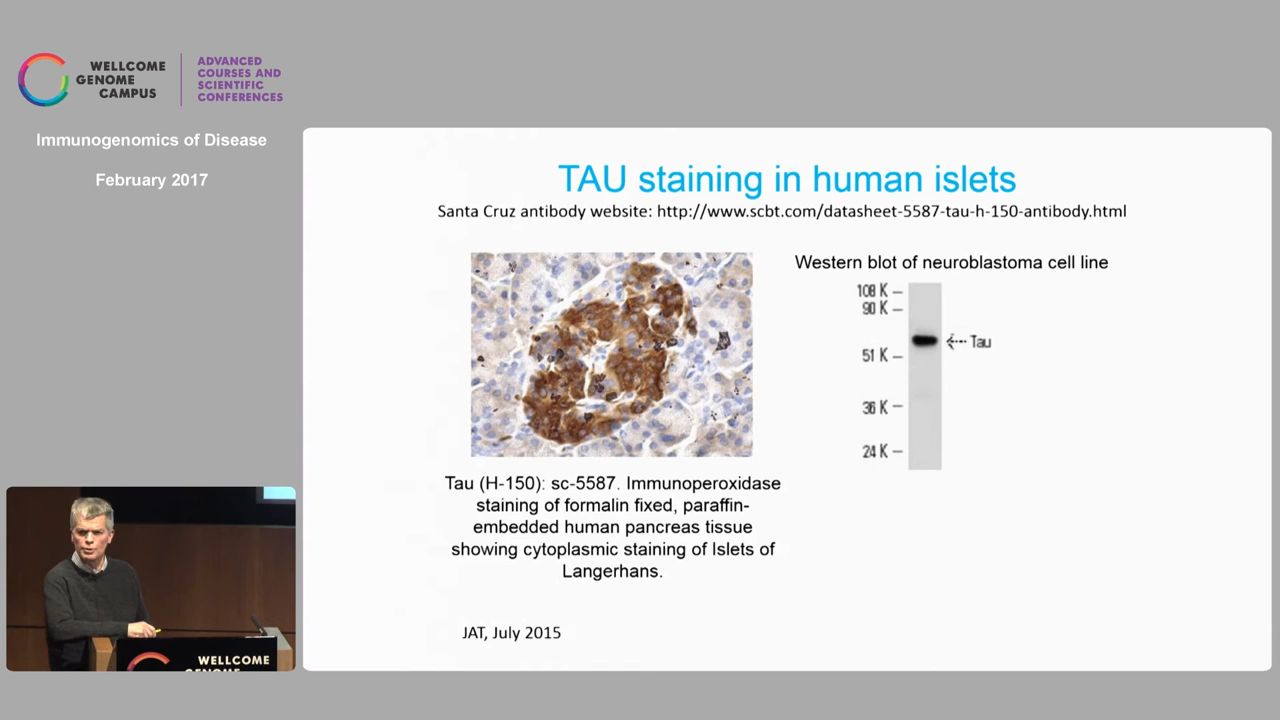 WELLCOME
GENOME
CAMPUS
ADVANCED
COURSES AND
SCIENTIFIC
CONFERENCES
Immunogenomics of Disease
February 2017
TAU staining in human islets
Santa Cruz antibody website: http://www.scbt.com/datasheet-5587-tau-h-150-antibody.html
Western blot of neuroblastoma cell line
108 K –
90 K –
Tau
51 K –
36 K –
24 K –
Tau (H-150): sc-5587. Immunoperoxidase
staining of formalin fixed, paraffin-
embedded human pancreas tissue
showing cytoplasmic staining of Islets of
Langerhans.
JAT, July 2015
WELLCOME
GENOME